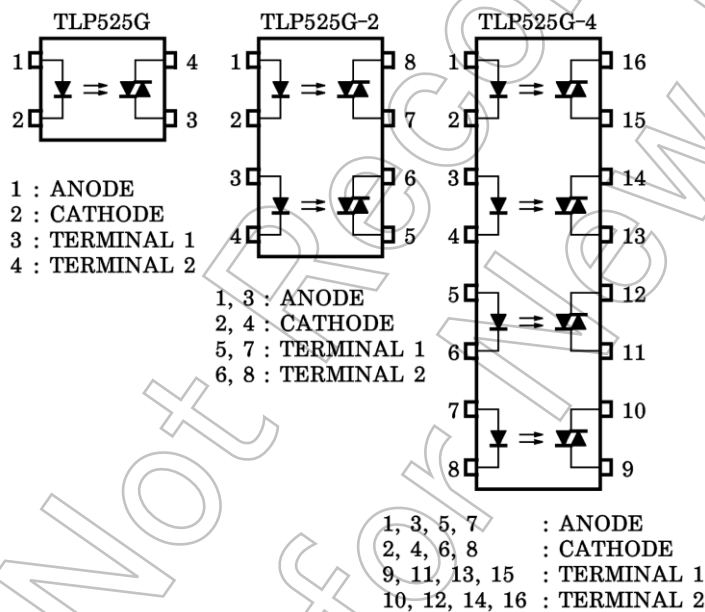 TLP525G
1
2
4
3
1 : ANODE
2 : CATHODE
3 : TERMINAL 1
4 : TERMINAL 2
TLP525G-2
1
2
3
4
8
7
6
5
1, 3 : ANODE
2, 4 : CATHODE
5, 7 : TERMINAL 1
6, 8 : TERMINAL 2
TLP525G-4
1
2
3
4
5
6
7
8
16
15
14
13
12
11
10
9
1, 3, 5, 7 : ANODE
2, 4, 6, 8 : CATHODE
9, 11, 13, 15 : TERMINAL 1
10, 12, 14, 16 : TERMINAL 2
Not Recom
for New